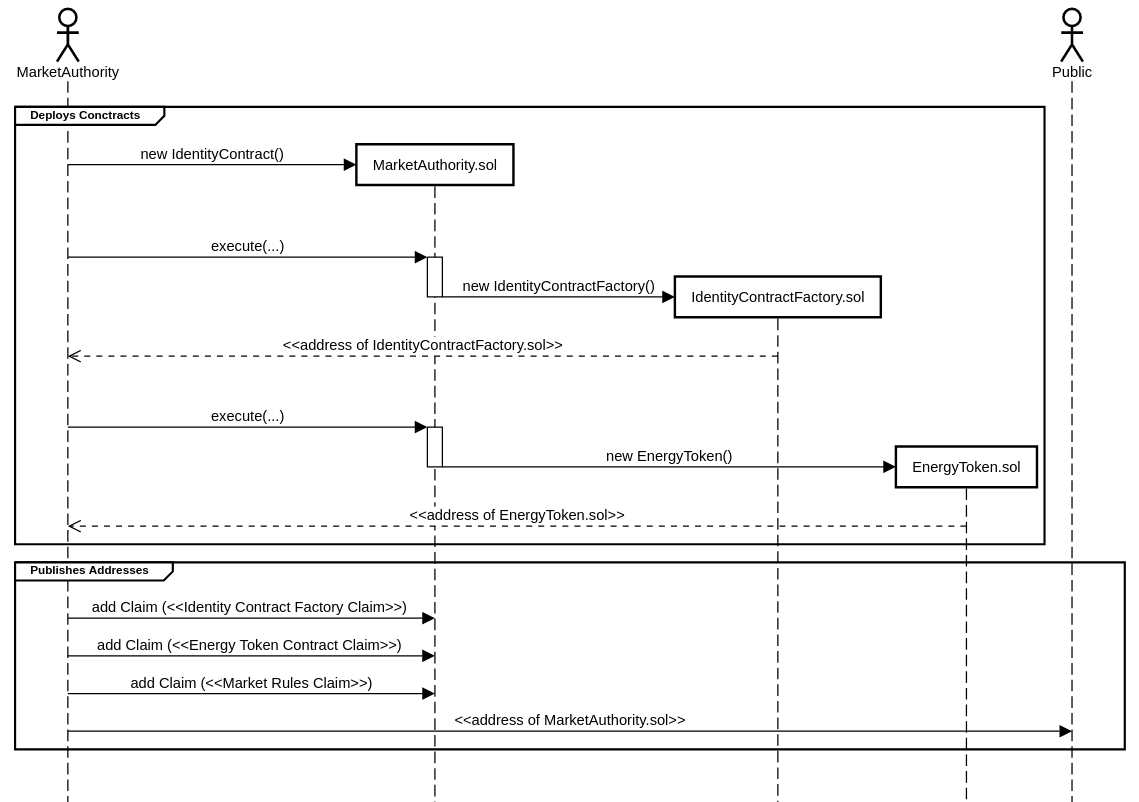 MarketAuthority
Public
Deploys Conctracts
new IdentityContract()
MarketAuthority.sol
execute(...)
new IdentityContractFactory()
IdentityContractFactory.sol
<<address of IdentityContractFactory.sol>>
execute(...)
new EnergyToken()
EnergyToken.sol
<<address of EnergyToken.sol>>
Publishes Addresses
add Claim (<<Identity Contract Factory Claim>>)
add Claim (<<Energy Token Contract Claim>>)
add Claim (<<Market Rules Claim>>)
<<address of MarketAuthority.sol>>